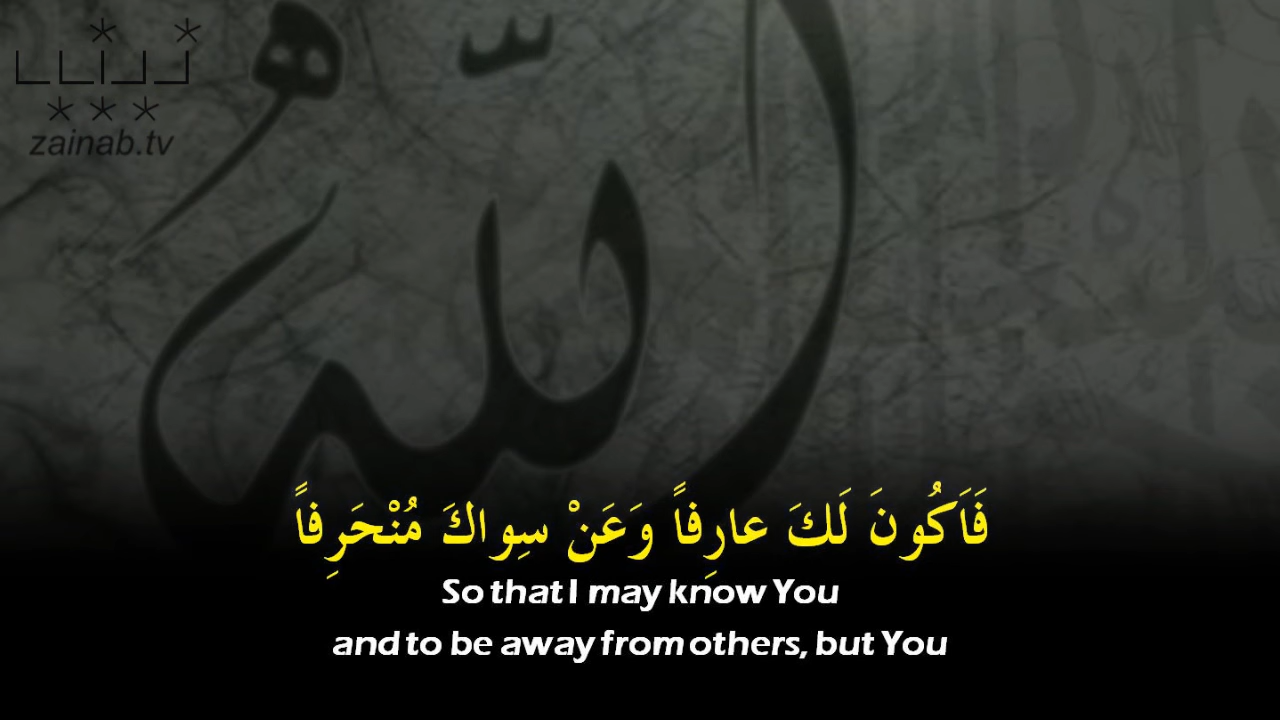 zainab.tv
اللّٰه
فَاَكُونَ لَكَ عارِفاً وَعَنْ سِواكَ مُنْحَرِفاً
So that I may know You
and to be away from others, but You